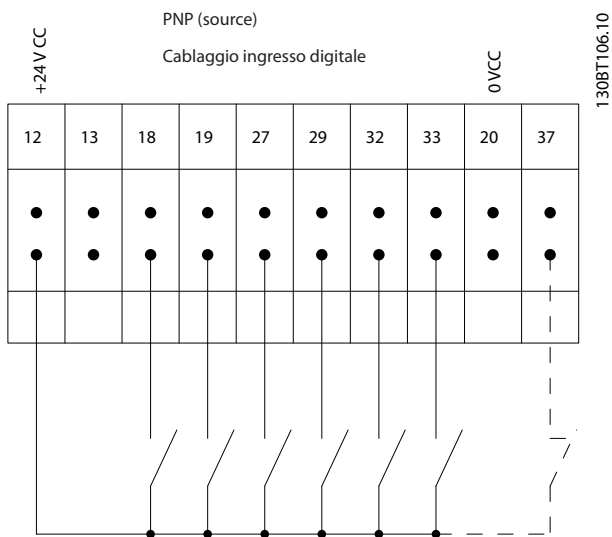 PNP (source)
Cablaggio ingresso digitale
+24 V CC
0 VCC
130BT106.10
12 13 18 19 27 29 32 33 20 37